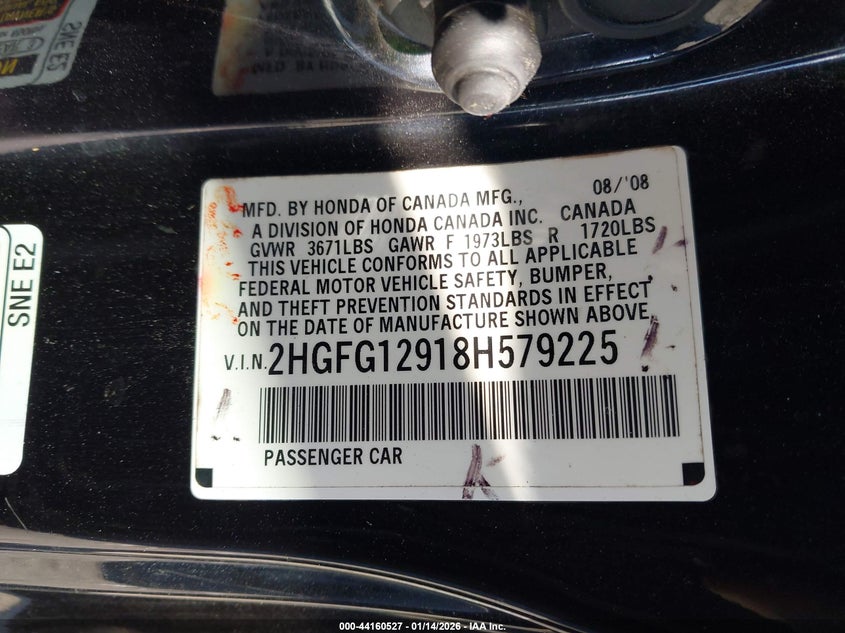 MFD. BY HONDA OF CANADA MFG., 08/'08
A DIVISION OF HONDA CANADA INC. CANADA
GVWR 3671LBS GAWR F 1973LBS R 1720LBS
THIS VEHICLE CONFORMS TO ALL APPLICABLE
FEDERAL MOTOR VEHICLE SAFETY, BUMPER,
AND THEFT PREVENTION STANDARDS IN EFFECT
ON THE DATE OF MANUFACTURE SHOWN ABOVE.
V.I.N. 2HGFG12918H579225
PASSENGER CAR
SNE E2
000-44160527 - 01/14/2026 - IAA Inc.